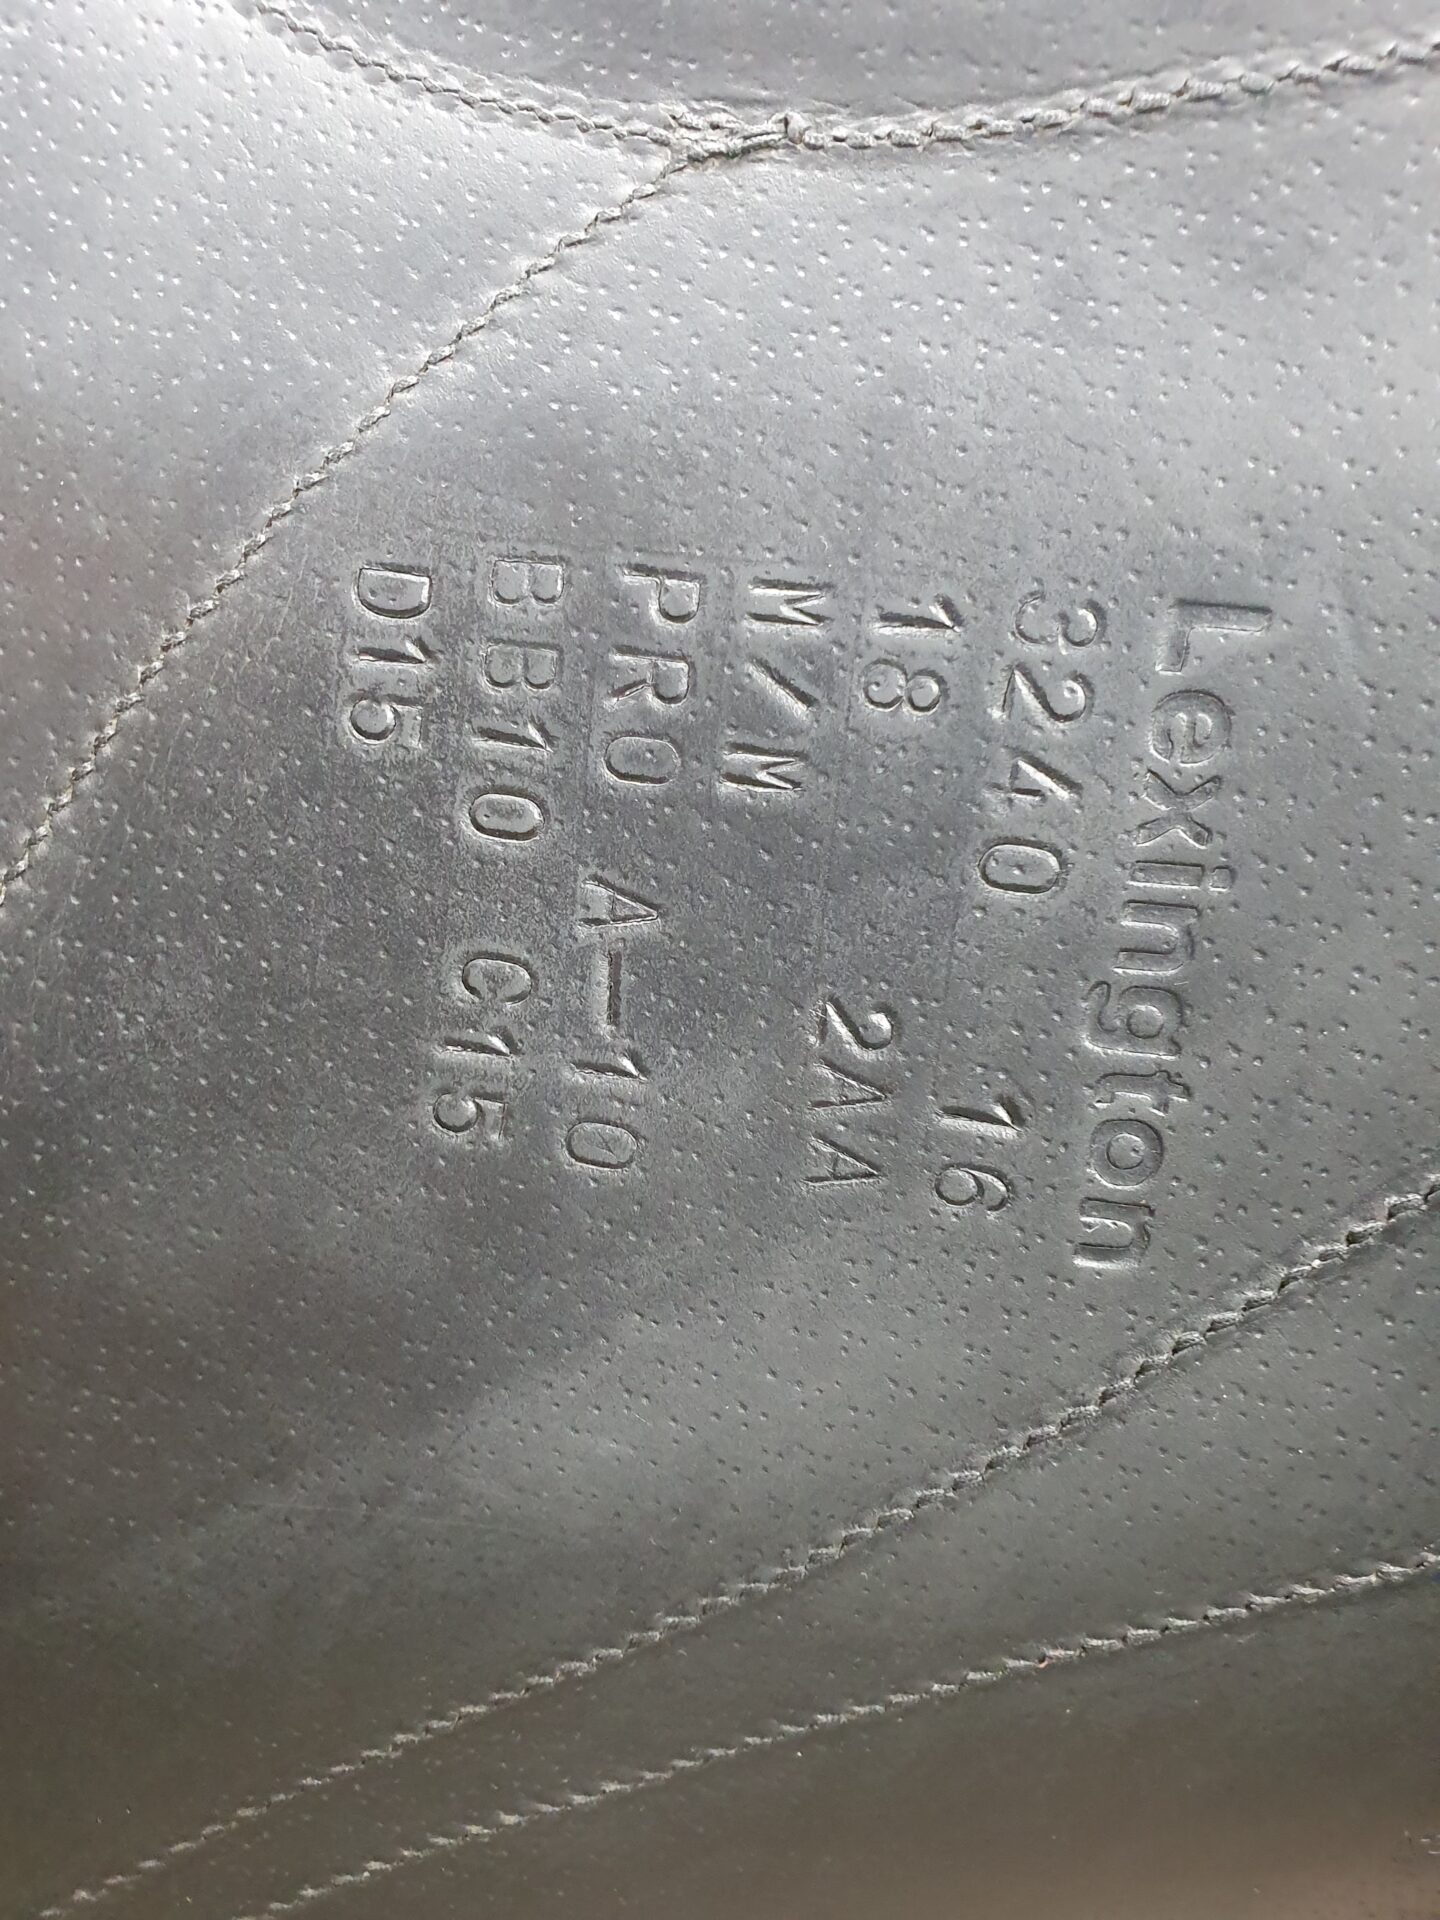 Lexington
3240 16
18 2AA
M/M
PRO A-10
BB10 C15
D15